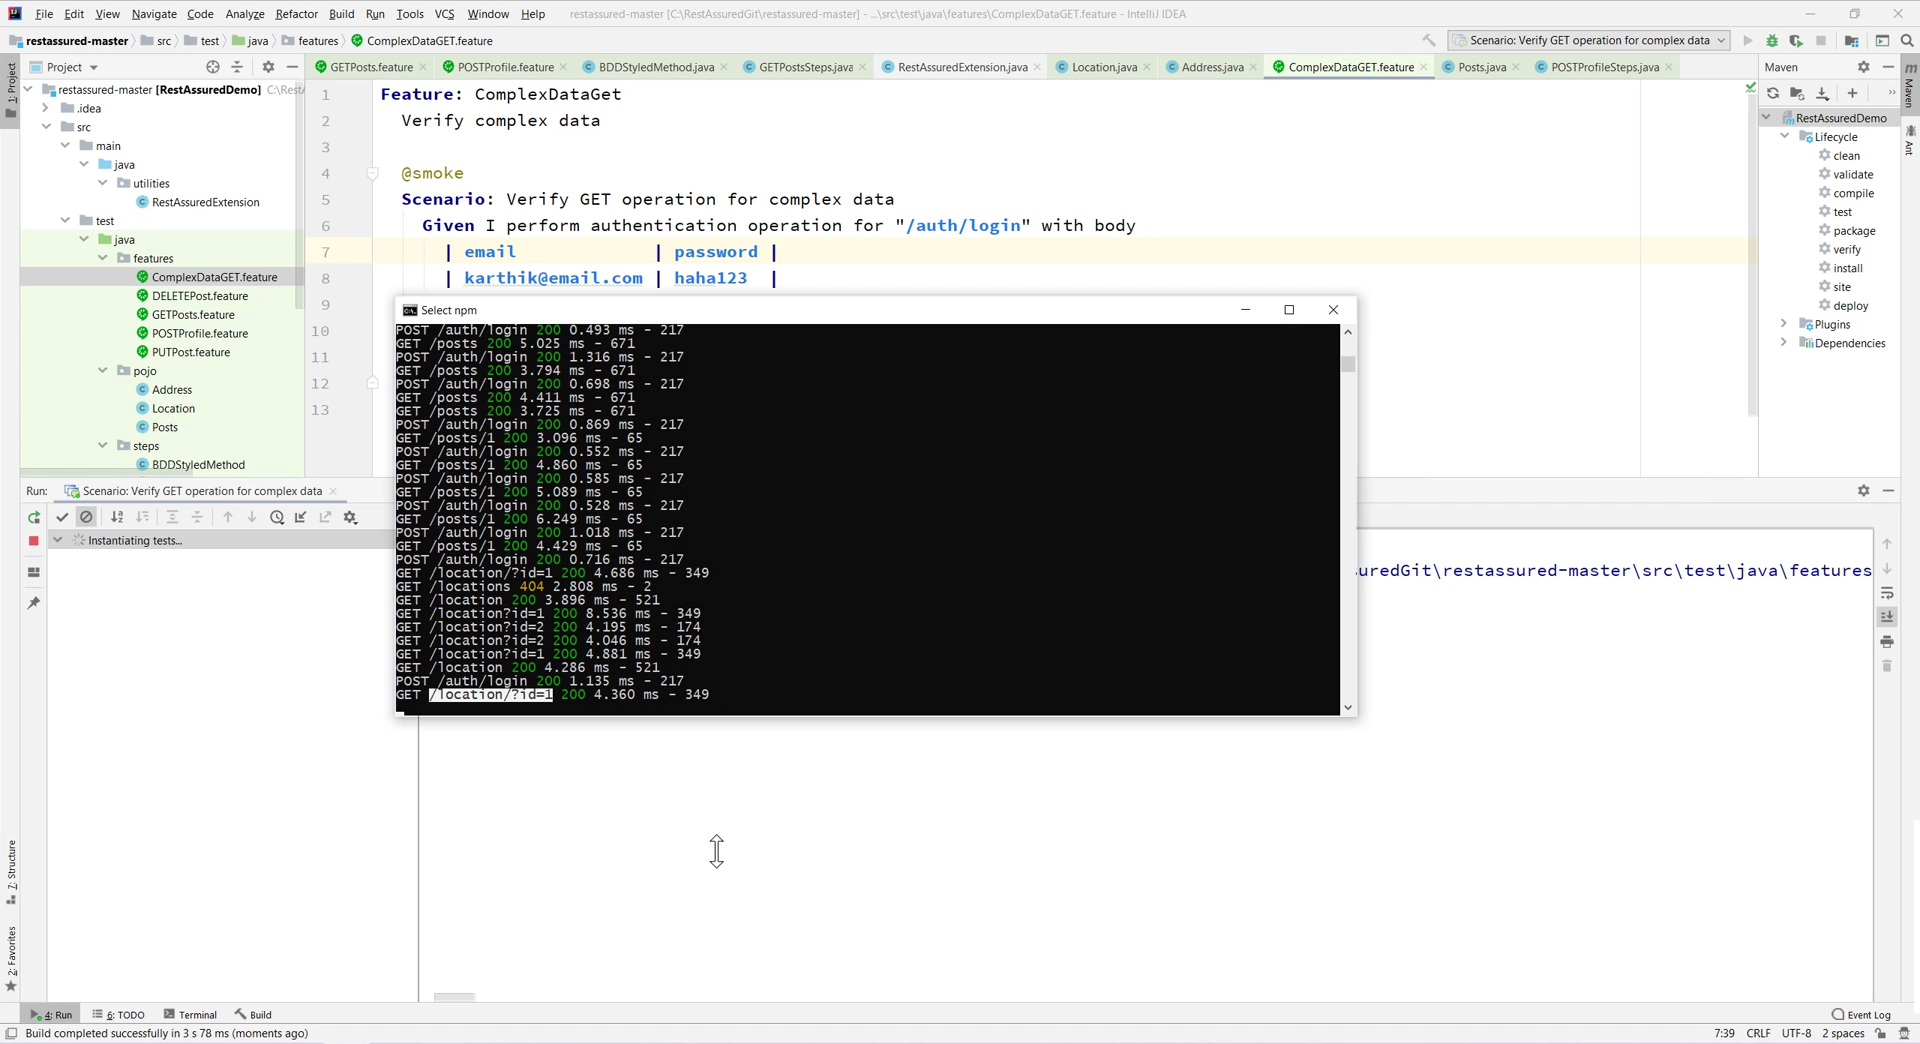 File Edit View Navigate Code Analyze Refactor Build Run Tools VCS Window Help restassured-master [C:\RestAssuredGit\restassured-master] - ...\src\test\java\features\ComplexDataGET.feature - IntelliJ IDEA
restassured-master src test java features ComplexDataGET.feature
Scenario: Verify GET operation for complex data
1: Project
Project
GETPosts.feature POSTProfile.feature BDDStyledMethod.java GETPostsSteps.java RestAssuredExtension.java Location.java Address.java ComplexDataGET.feature Posts.java POSTProfileSteps.java
restassured-master [RestAssuredDemo] C:\RestA
.idea
src
main
java
utilities
RestAssuredExtension
test
java
features
ComplexDataGET.feature
DELETEPost.feature
GETPosts.feature
POSTProfile.feature
PUTPost.feature
pojo
Address
Location
Posts
steps
BDDStyledMethod
1 Feature: ComplexDataGet
2 Verify complex data
3
4 @smoke
5 Scenario: Verify GET operation for complex data
6 Given I perform authentication operation for "/auth/login" with body
7 | email | password |
8 | karthik@email.com | haha123 |
9
10
11
12
13
Maven
RestAssuredDemo
Lifecycle
clean
validate
compile
test
package
verify
install
site
deploy
Plugins
Dependencies
Maven
Ant
Select npm
POST /auth/login 200 0.493 ms - 217
GET /posts 200 5.025 ms - 671
POST /auth/login 200 1.316 ms - 217
GET /posts 200 3.794 ms - 671
POST /auth/login 200 0.698 ms - 217
GET /posts 200 4.411 ms - 671
GET /posts 200 3.725 ms - 671
POST /auth/login 200 0.869 ms - 217
GET /posts/1 200 3.096 ms - 65
POST /auth/login 200 0.552 ms - 217
GET /posts/1 200 4.860 ms - 65
POST /auth/login 200 0.585 ms - 217
GET /posts/1 200 5.089 ms - 65
POST /auth/login 200 0.528 ms - 217
GET /posts/1 200 6.249 ms - 65
POST /auth/login 200 1.018 ms - 217
GET /posts/1 200 4.429 ms - 65
POST /auth/login 200 0.716 ms - 217
GET /location/?id=1 200 4.686 ms - 349
GET /locations 404 2.808 ms - 2
GET /location 200 3.896 ms - 521
GET /location?id=1 200 8.536 ms - 349
GET /location?id=2 200 4.195 ms - 174
GET /location?id=2 200 4.046 ms - 174
GET /location?id=1 200 4.881 ms - 349
GET /location 200 4.286 ms - 521
POST /auth/login 200 1.135 ms - 217
GET /location/?id=1 200 4.360 ms - 349
Run: Scenario: Verify GET operation for complex data
Instantiating tests...
uredGit\restassured-master\src\test\java\features
Z: Structure
2: Favorites
4: Run 6: TODO Terminal Build Event Log
Build completed successfully in 3 s 78 ms (moments ago) 7:39 CRLF UTF-8 2 spaces